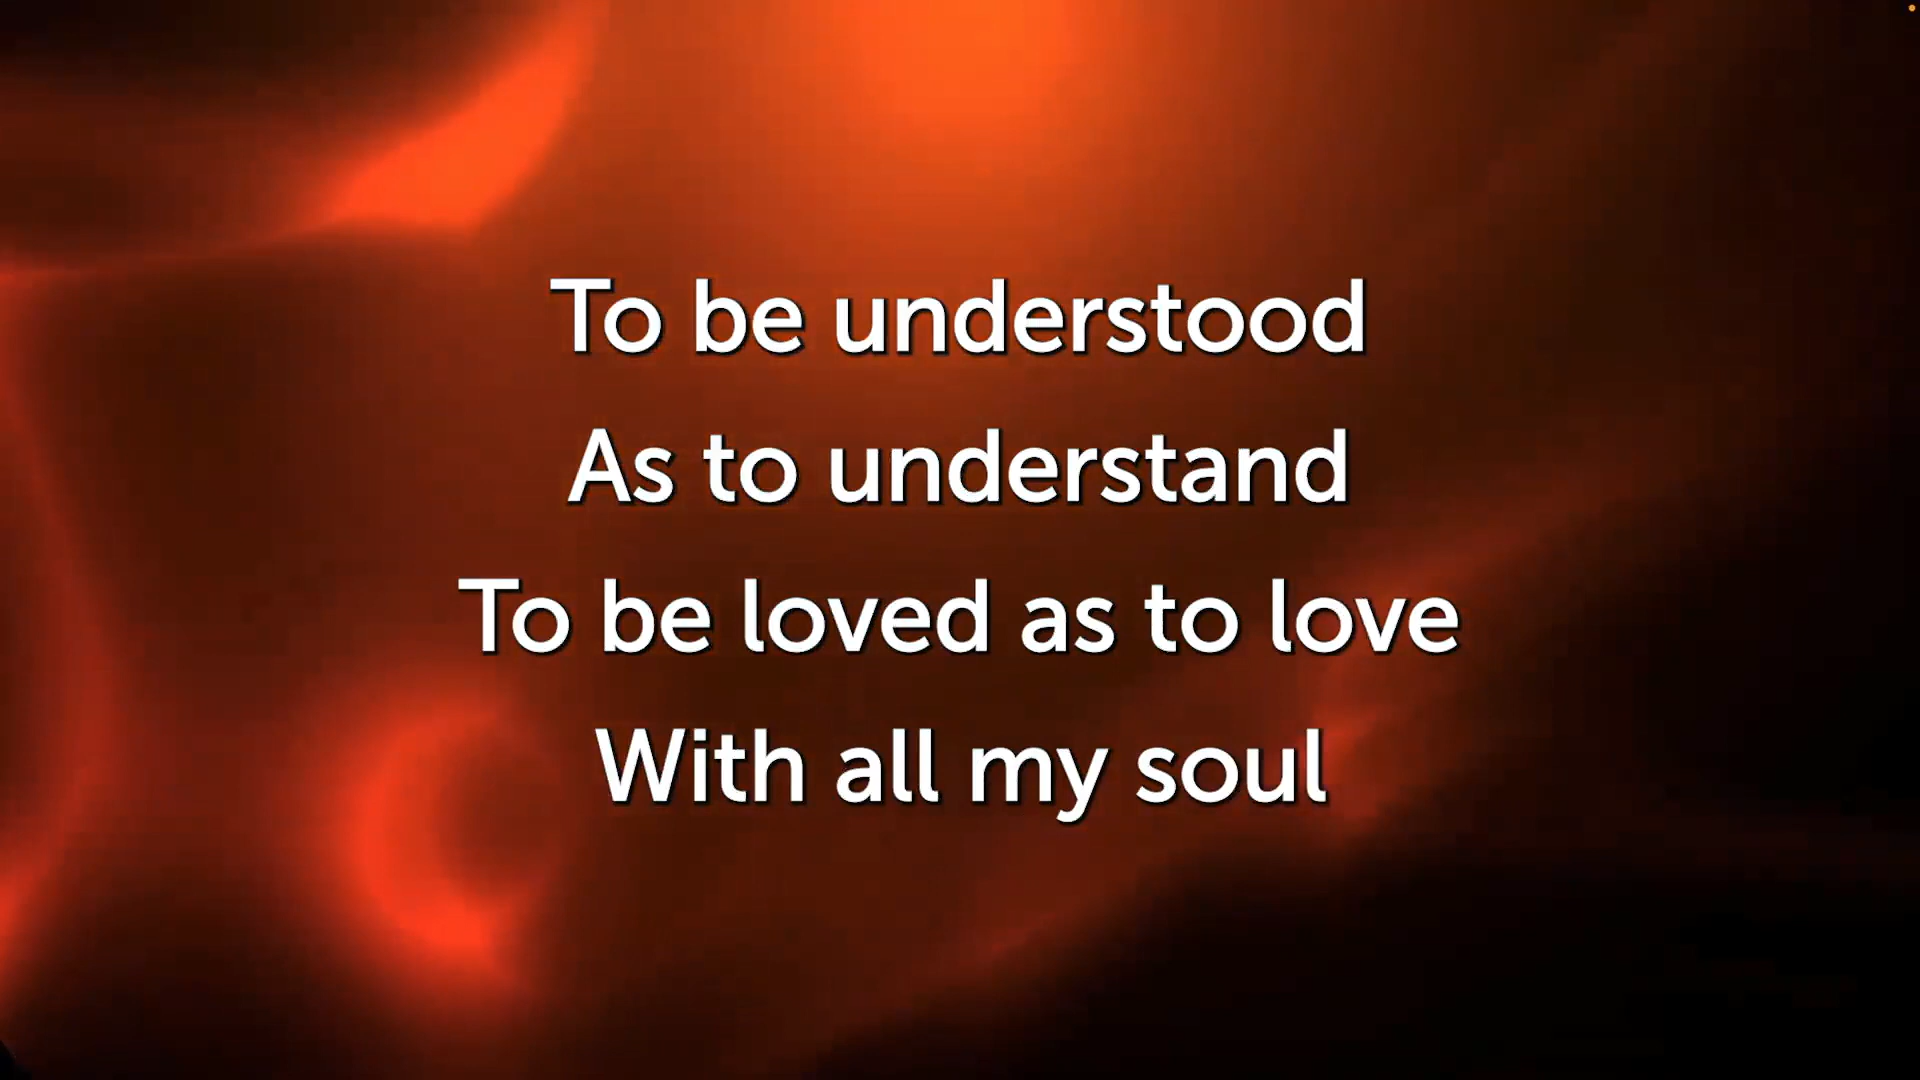 To be understood
As to understand
To be loved as to love
With all my soul